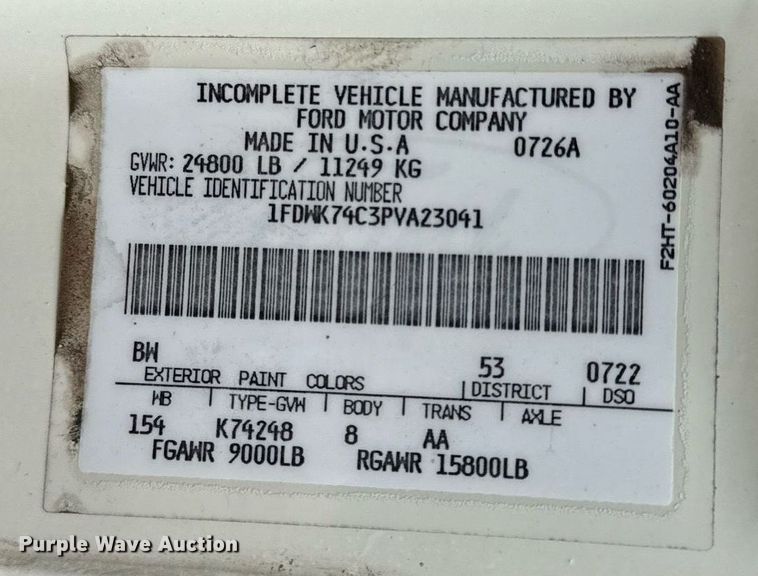 INCOMPLETE VEHICLE MANUFACTURED BY
FORD MOTOR COMPANY
MADE IN U.S.A 0726A
GVWR: 24800 LB / 11249 KG
VEHICLE IDENTIFICATION NUMBER
1FDWK74C3PVA23041
F2HT-60204A10-AA
BW 53 0722
EXTERIOR PAINT COLORS DISTRICT DSO
WB TYPE-GVW BODY TRANS AXLE
154 K74248 8 AA
FGAWR 9000LB RGAWR 15800LB
Purple Wave Auction